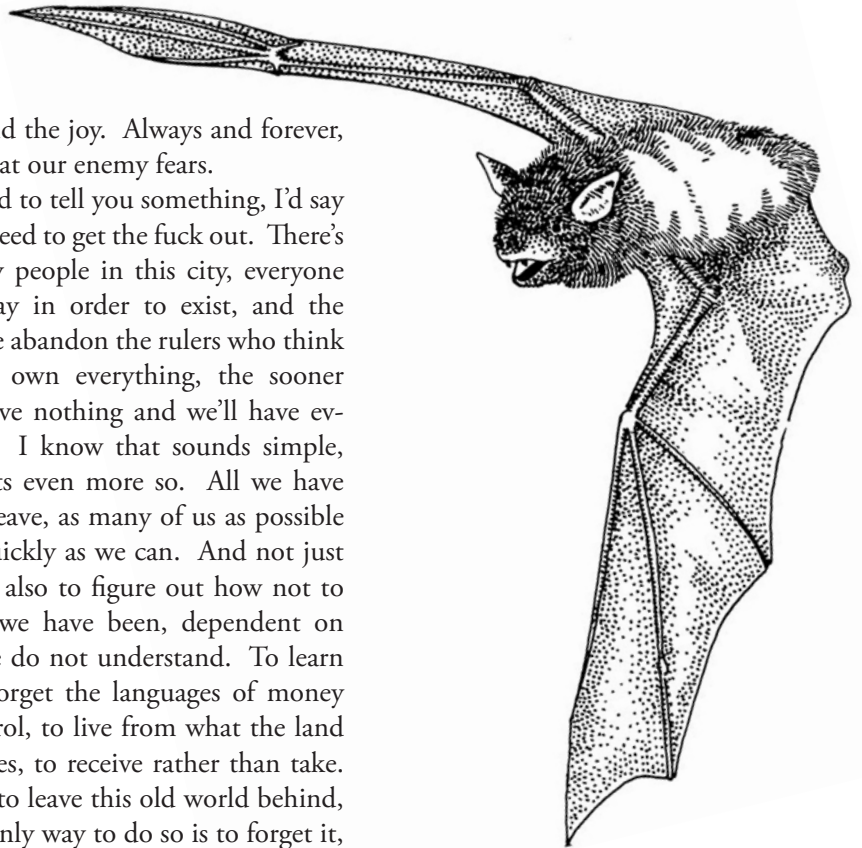 d the joy. Always and forever,
at our enemy fears.
d to tell you something, I’d say
eed to get the fuck out. There’s
y people in this city, everyone
ay in order to exist, and the
e abandon the rulers who think
own everything, the sooner
ve nothing and we’ll have ev-
I know that sounds simple,
ts even more so. All we have
eave, as many of us as possible
uickly as we can. And not just
also to figure out how not to
we have been, dependent on
e do not understand. To learn
orget the languages of money
rol, to live from what the land
es, to receive rather than take.
to leave this old world behind,
nly way to do so is to forget it,